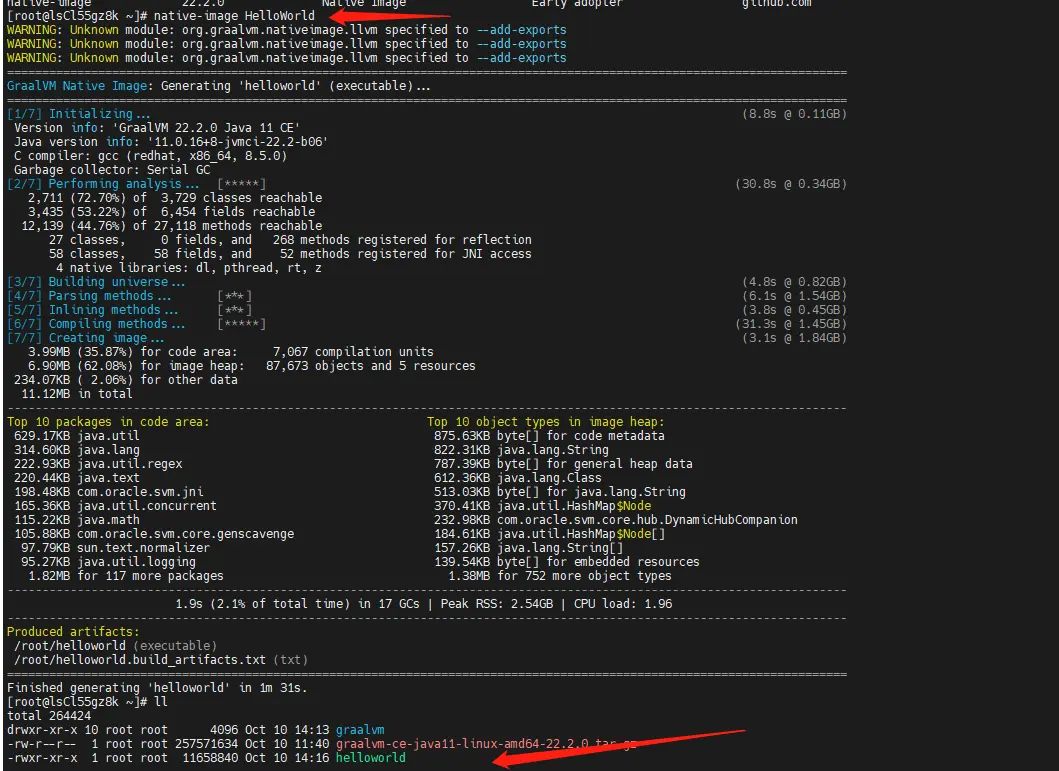 native-image 22.2.0 Native Image Early adopter github.com
[root@lsCl55gz8k ~]# native-image HelloWorld
WARNING: Unknown module: org.graalvm.nativeimage.llvm specified to --add-exports
WARNING: Unknown module: org.graalvm.nativeimage.llvm specified to --add-exports
WARNING: Unknown module: org.graalvm.nativeimage.llvm specified to --add-exports
GraalVM Native Image: Generating 'helloworld' (executable)...
[1/7] Initializing... (8.8s @ 0.11GB)
Version info: 'GraalVM 22.2.0 Java 11 CE'
Java version info: '11.0.16+8-jvmci-22.2-b06'
C compiler: gcc (redhat, x86_64, 8.5.0)
Garbage collector: Serial GC
[2/7] Performing analysis... [*****] (30.8s @ 0.34GB)
2,711 (72.70%) of 3,729 classes reachable
3,435 (53.22%) of 6,454 fields reachable
12,139 (44.76%) of 27,118 methods reachable
27 classes, 0 fields, and 268 methods registered for reflection
58 classes, 58 fields, and 52 methods registered for JNI access
4 native libraries: dl, pthread, rt, z
[3/7] Building universe... (4.8s @ 0.82GB)
[4/7] Parsing methods... [***] (6.1s @ 1.54GB)
[5/7] Inlining methods... [***] (3.8s @ 0.45GB)
[6/7] Compiling methods... [*****] (31.3s @ 1.45GB)
[7/7] Creating image... (3.1s @ 1.84GB)
3.99MB (35.87%) for code area: 7,067 compilation units
6.90MB (62.08%) for image heap: 87,673 objects and 5 resources
234.07KB ( 2.06%) for other data
11.12MB in total
Top 10 packages in code area: Top 10 object types in image heap:
629.17KB java.util 875.63KB byte[] for code metadata
314.60KB java.lang 822.31KB java.lang.String
222.93KB java.util.regex 787.39KB byte[] for general heap data
220.44KB java.text 612.36KB java.lang.Class
198.48KB com.oracle.svm.jni 513.03KB byte[] for java.lang.String
165.36KB java.util.concurrent 370.41KB java.util.HashMap$Node
115.22KB java.math 232.98KB com.oracle.svm.core.hub.DynamicHubCompanion
105.88KB com.oracle.svm.core.genscavenge 184.61KB java.util.HashMap$Node[]
97.79KB sun.text.normalizer 157.26KB java.lang.String[]
95.27KB java.util.logging 139.54KB byte[] for embedded resources
1.82MB for 117 more packages 1.38MB for 752 more object types
1.9s (2.1% of total time) in 17 GCs | Peak RSS: 2.54GB | CPU load: 1.96
Produced artifacts:
/root/helloworld (executable)
/root/helloworld.build_artifacts.txt (txt)
Finished generating 'helloworld' in 1m 31s.
[root@lsCl55gz8k ~]# ll
total 264424
drwxr-xr-x 10 root root 4096 Oct 10 14:13 graalvm
-rw-r--r-- 1 root root 257571634 Oct 10 11:40 graalvm-ce-java11-linux-amd64-22.2.0.tar.gz
-rwxr-xr-x 1 root root 11658840 Oct 10 14:16 helloworld